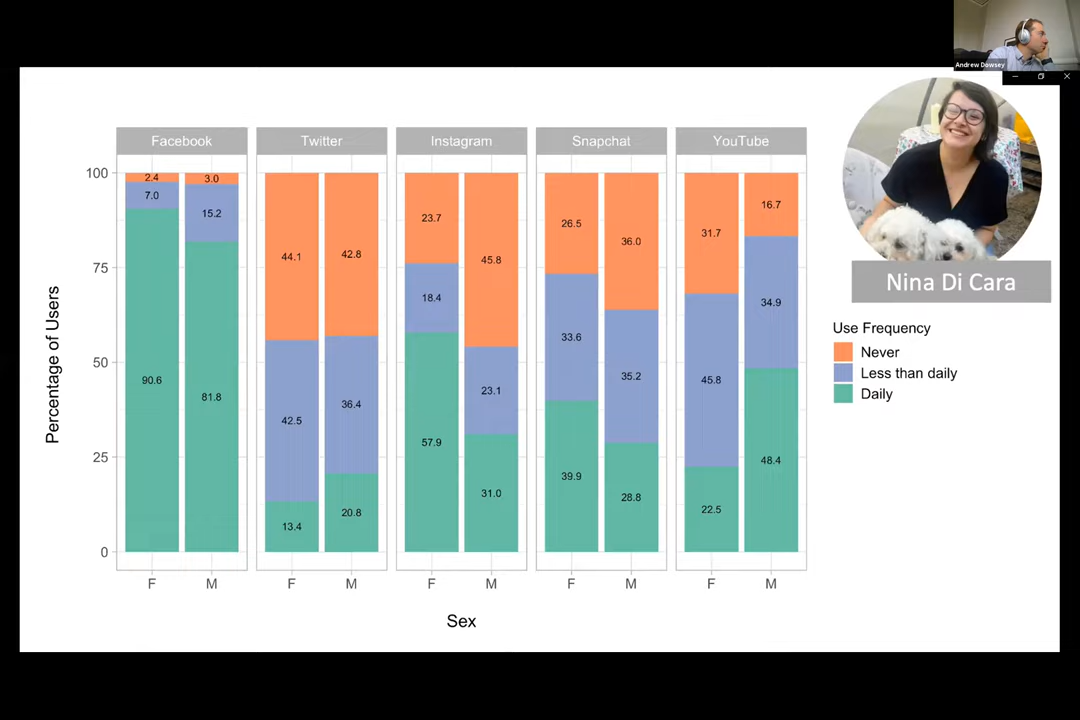 Andrew Dowsey
Facebook Twitter Instagram Snapchat YouTube
Nina Di Cara
Percentage of Users
100
75
50
25
0
2.4 3.0
7.0 15.2
90.6 81.8
44.1 42.8
42.5 36.4
13.4 20.8
23.7 45.8
18.4 23.1
57.9 31.0
26.5 36.0
33.6 35.2
39.9 28.8
31.7 16.7
45.8 34.9
22.5 48.4
F M F M F M F M F M
Sex
Use Frequency
Never
Less than daily
Daily